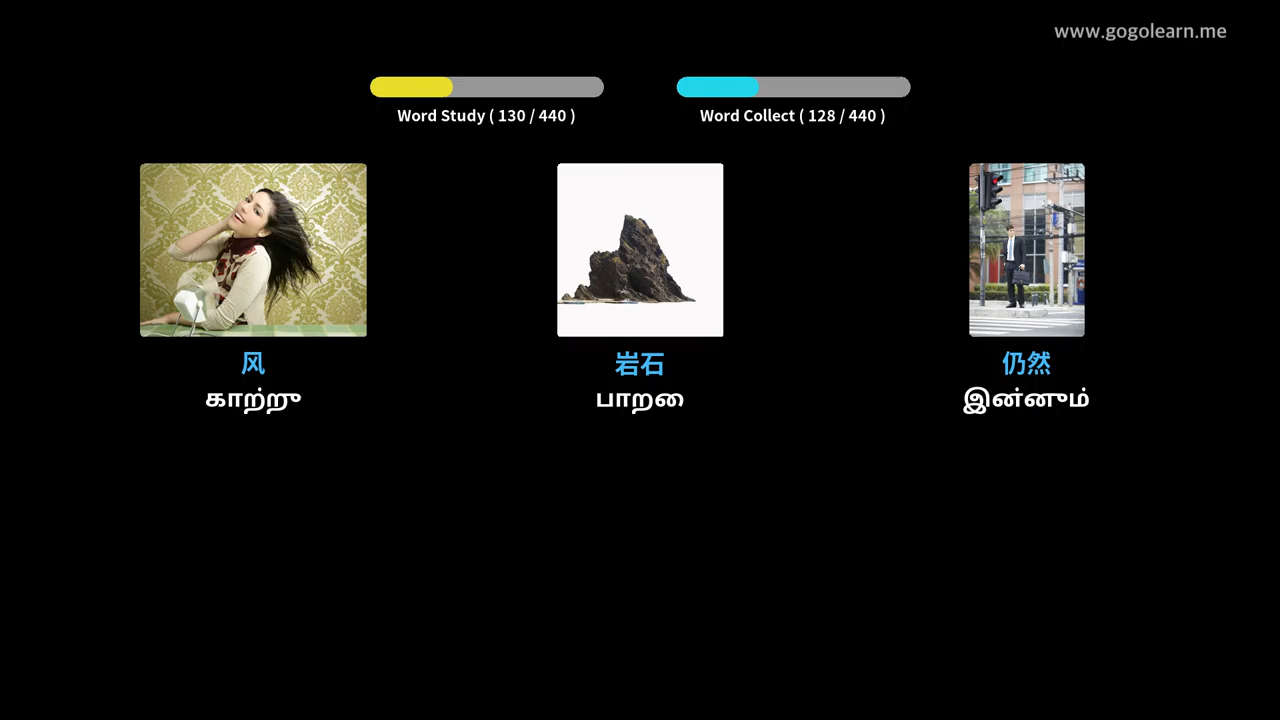 www.gogolearn.me
Word Study ( 130 / 440 )
Word Collect ( 128 / 440 )
风
岩石
仍然
காற்று
பாறை
இன்னும்